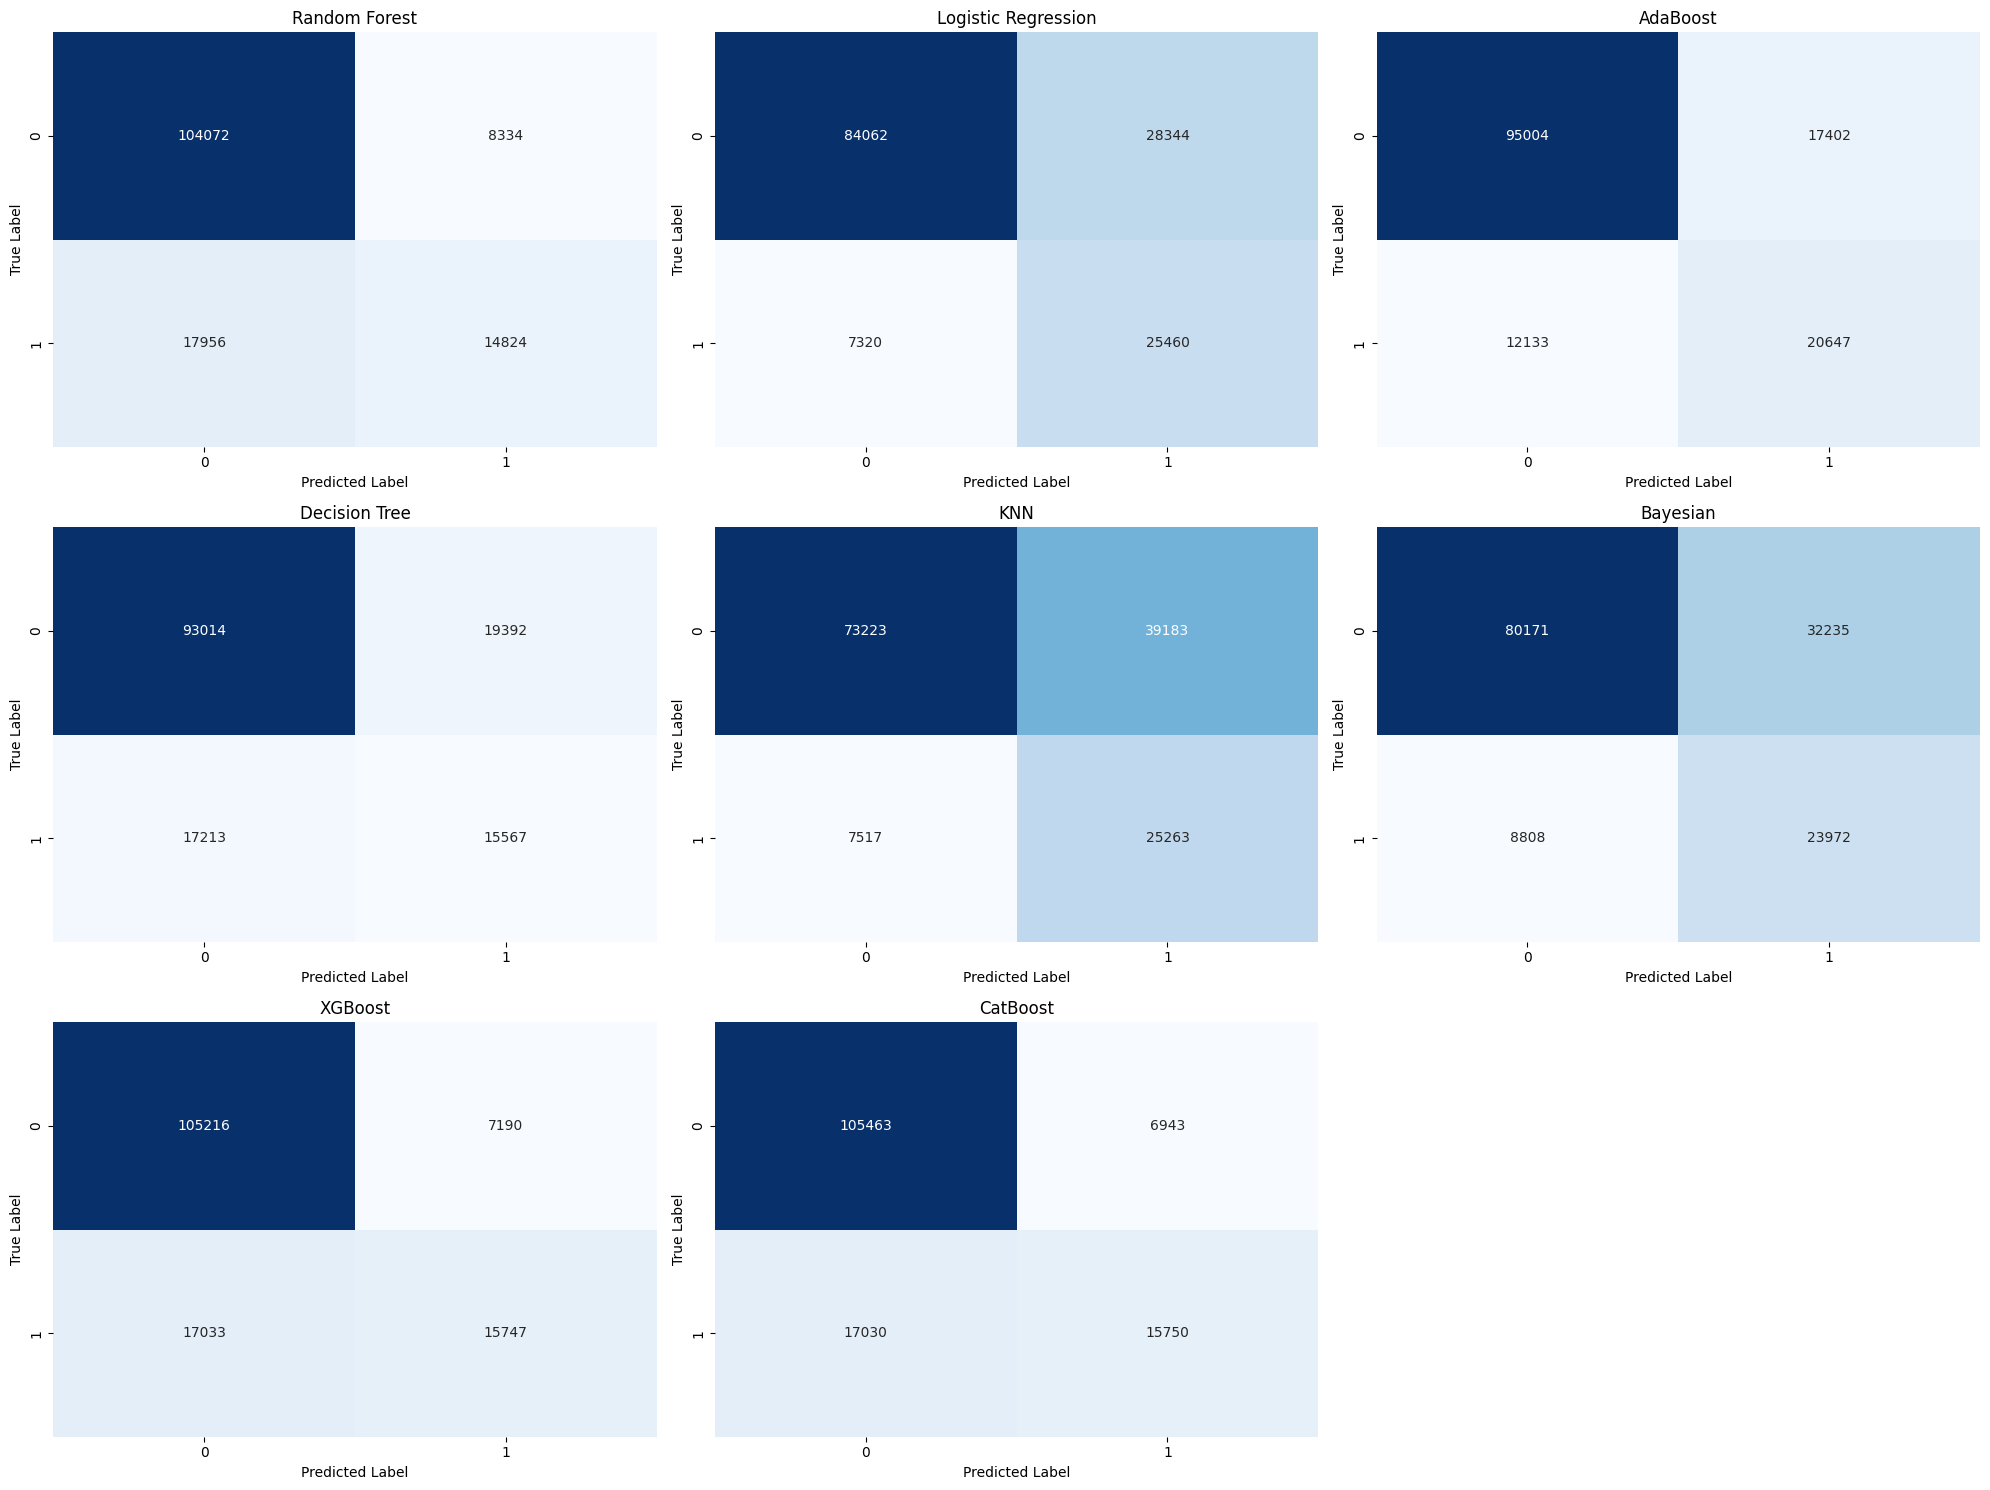 Random Forest
104072 8334
17956 14824
0
1
True Label
0 1
Predicted Label
Logistic Regression
84062 28344
7320 25460
0
1
True Label
0 1
Predicted Label
AdaBoost
95004 17402
12133 20647
0
1
True Label
0 1
Predicted Label
Decision Tree
93014 19392
17213 15567
0
1
True Label
0 1
Predicted Label
KNN
73223 39183
7517 25263
0
1
True Label
0 1
Predicted Label
Bayesian
80171 32235
8808 23972
0
1
True Label
0 1
Predicted Label
XGBoost
105216 7190
17033 15747
0
1
True Label
0 1
Predicted Label
CatBoost
105463 6943
17030 15750
0
1
True Label
0 1
Predicted Label